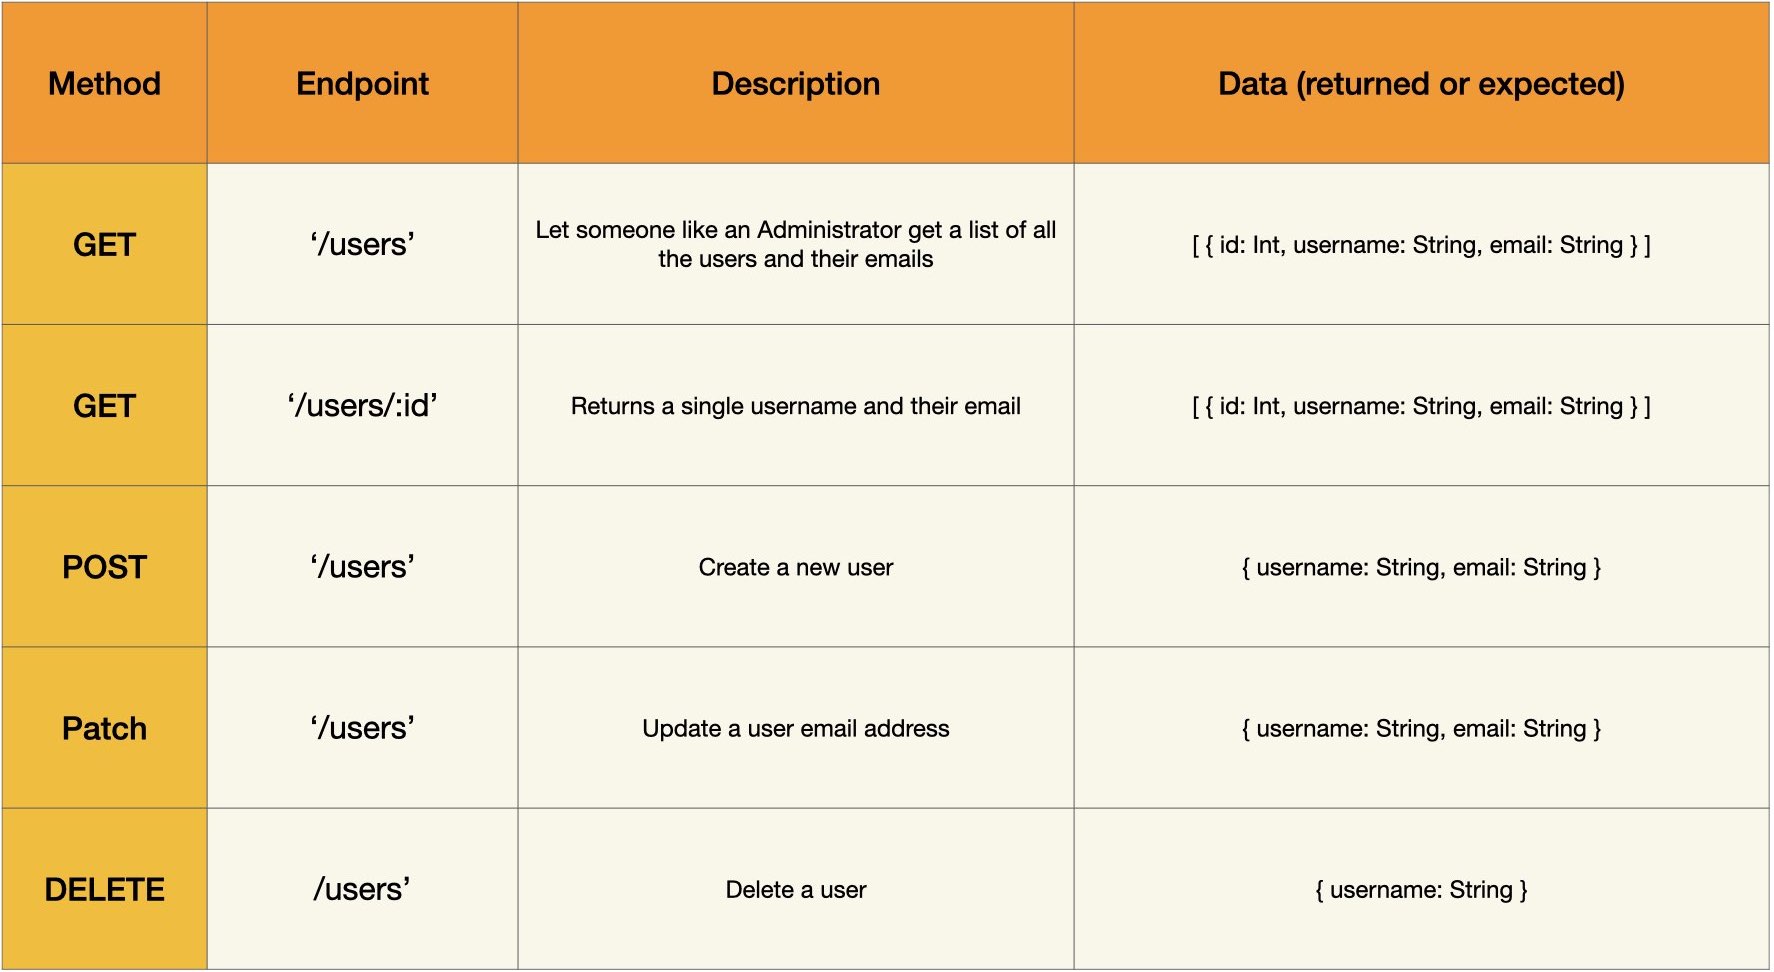 Method
Endpoint
Description
Data (returned or expected)
GET
‘/users’
Let someone like an Administrator get a list of all
the users and their emails
[ { id: Int, username: String, email: String } ]
GET
‘/users/:id’
Returns a single username and their email
[ { id: Int, username: String, email: String } ]
POST
‘/users’
Create a new user
{ username: String, email: String }
Patch
‘/users’
Update a user email address
{ username: String, email: String }
DELETE
/users’
Delete a user
{ username: String }